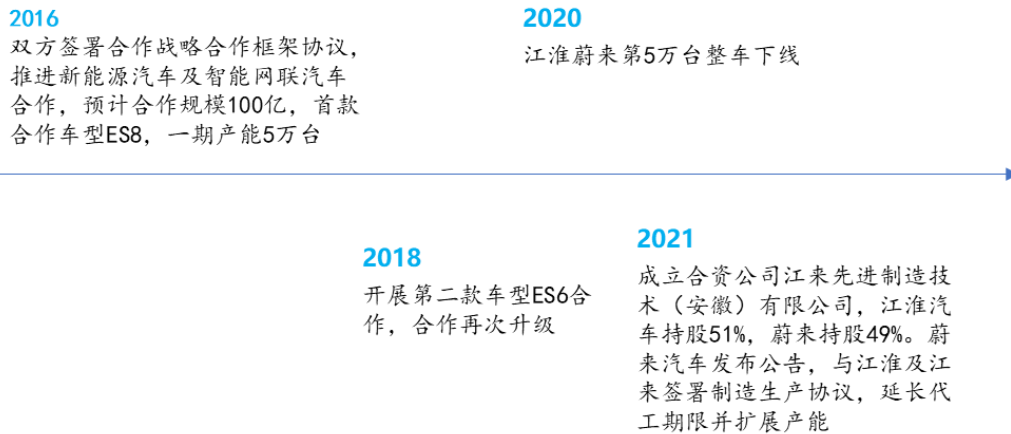 2016
双方签署合作战略合作框架协议，
推进新能源汽车及智能网联汽车
合作，预计合作规模100亿，首款
合作车型ES8，一期产能5万台
2018
开展第二款车型ES6合
作，合作再次升级
2020
江淮蔚来第5万台整车下线
2021
成立合资公司江来先进制造技
术（安徽）有限公司，江淮汽
车持股51%，蔚来持股49%。蔚
来汽车发布公告，与江淮及江
来签署制造生产协议，延长代
工期限并扩展产能